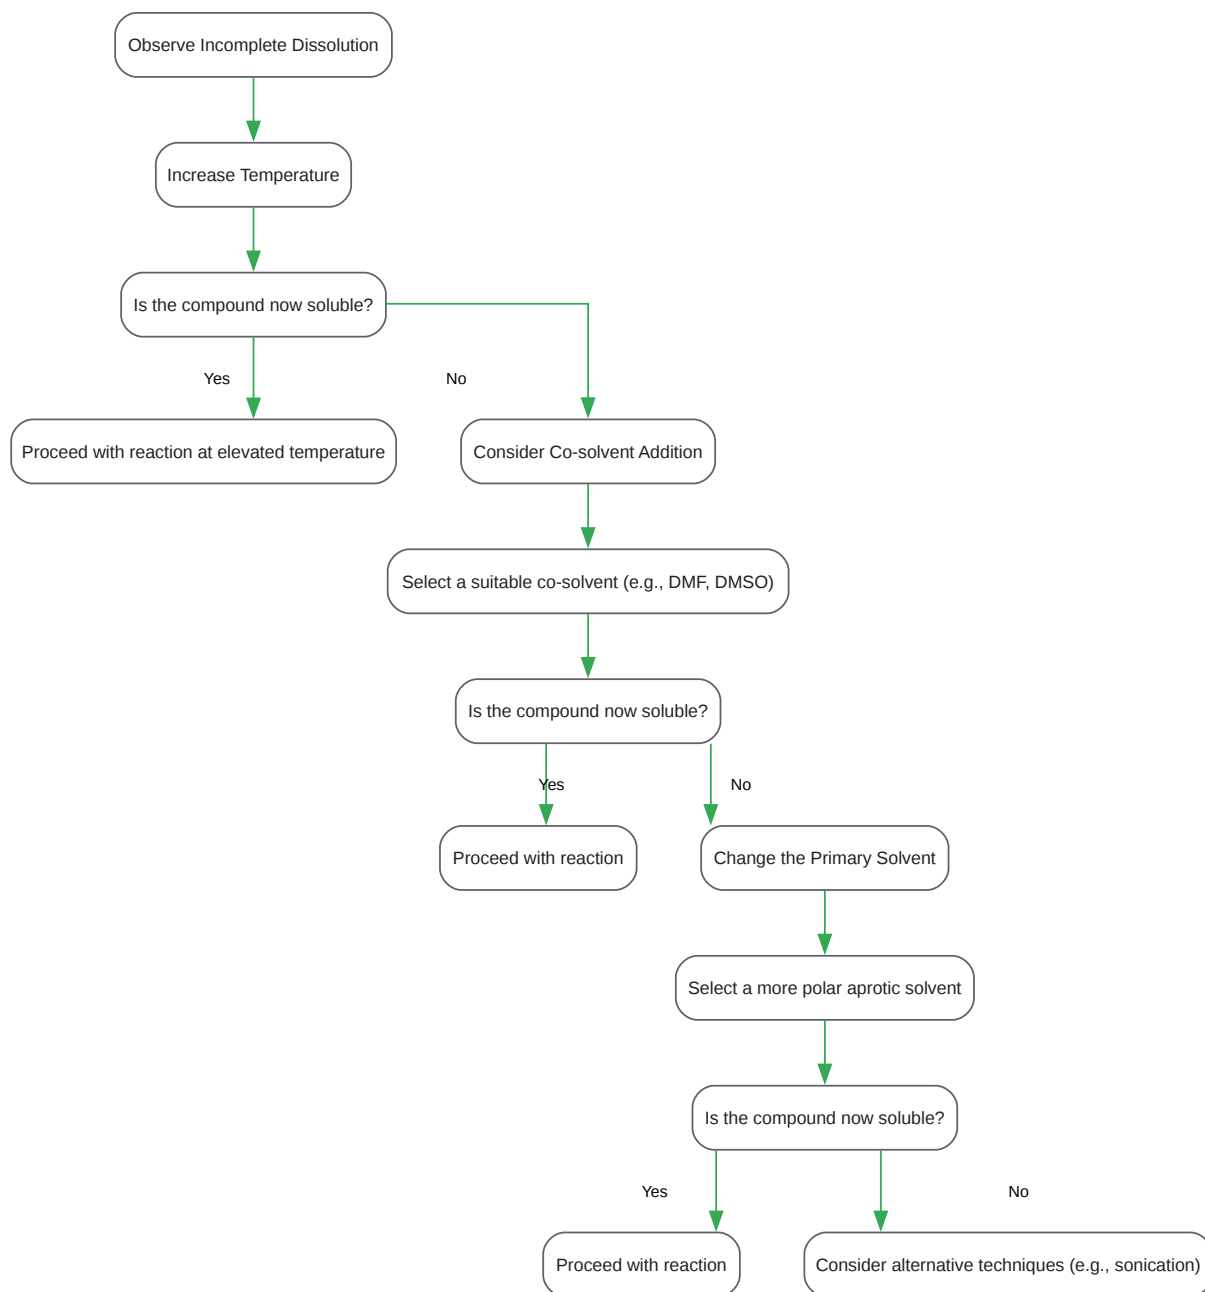 Observe Incomplete Dissolution
Increase Temperature
Is the compound now soluble?
Yes
No
Proceed with reaction at elevated temperature
Consider Co-solvent Addition
Select a suitable co-solvent (e.g., DMF, DMSO)
Is the compound now soluble?
Yes
No
Proceed with reaction
Change the Primary Solvent
Select a more polar aprotic solvent
Is the compound now soluble?
Yes
No
Proceed with reaction
Consider alternative techniques (e.g., sonication)